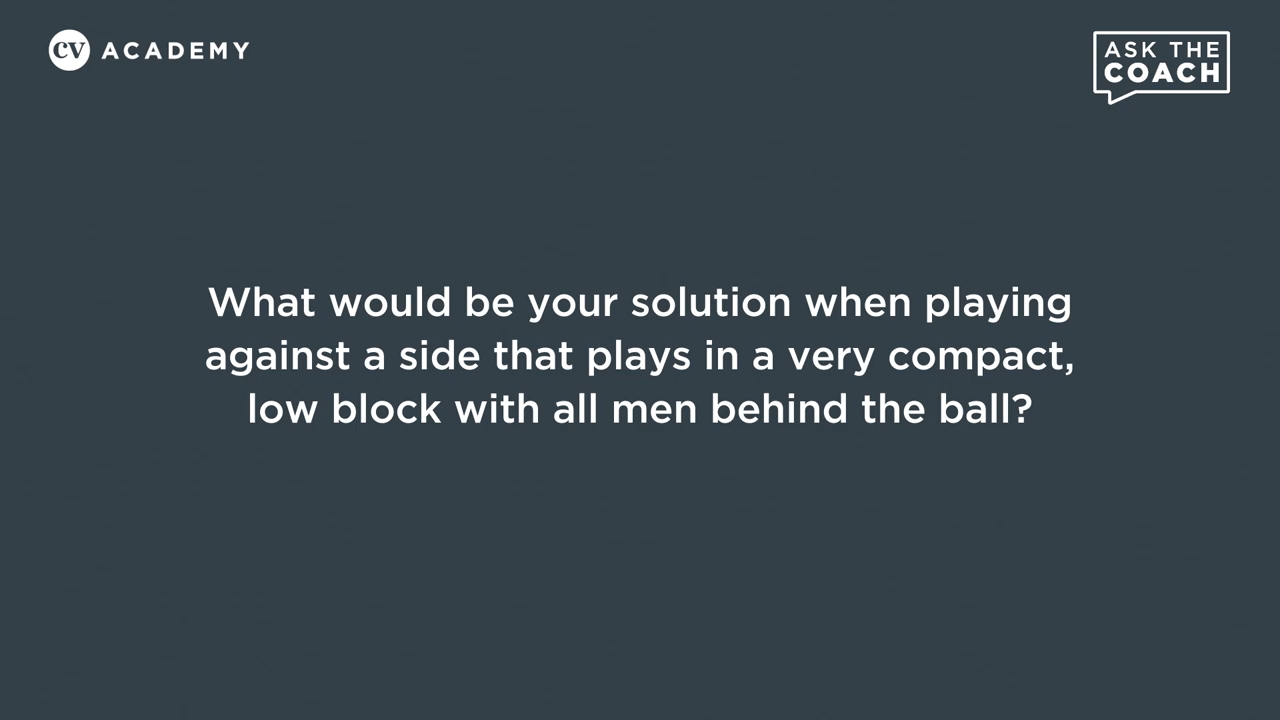 cv ACADEMY
ASK THE
COACH
What would be your solution when playing
against a side that plays in a very compact,
low block with all men behind the ball?